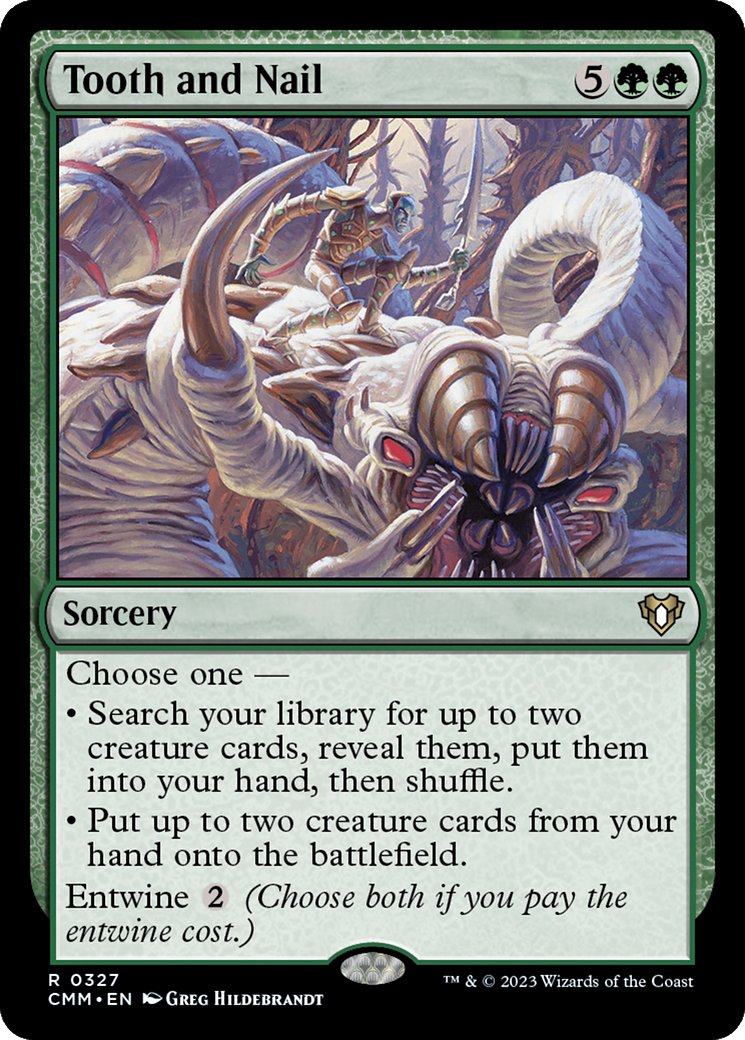 Tooth and Nail 5
Sorcery
Choose one —
• Search your library for up to two
creature cards, reveal them, put them
into your hand, then shuffle.
• Put up to two creature cards from your
hand onto the battlefield.
Entwine 2 (Choose both if you pay the
entwine cost.)
R 0327
CMM • EN Greg Hildebrandt
™ & © 2023 Wizards of the Coast